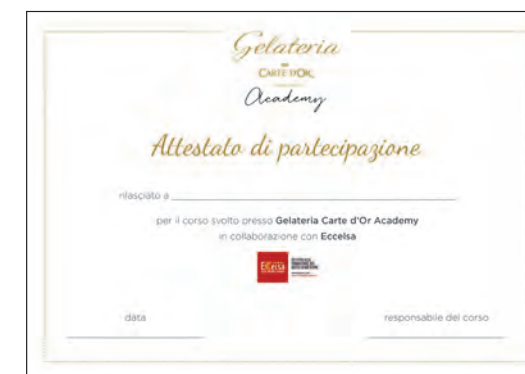 Gelateria
CARTE D'OR
Academy
Attestato di partecipazione
rilasciato a
per il corso svolto presso Gelateria Carte d'Or Academy
in collaborazione con Eccelsa
ECCelsa
data
responsabile del corso